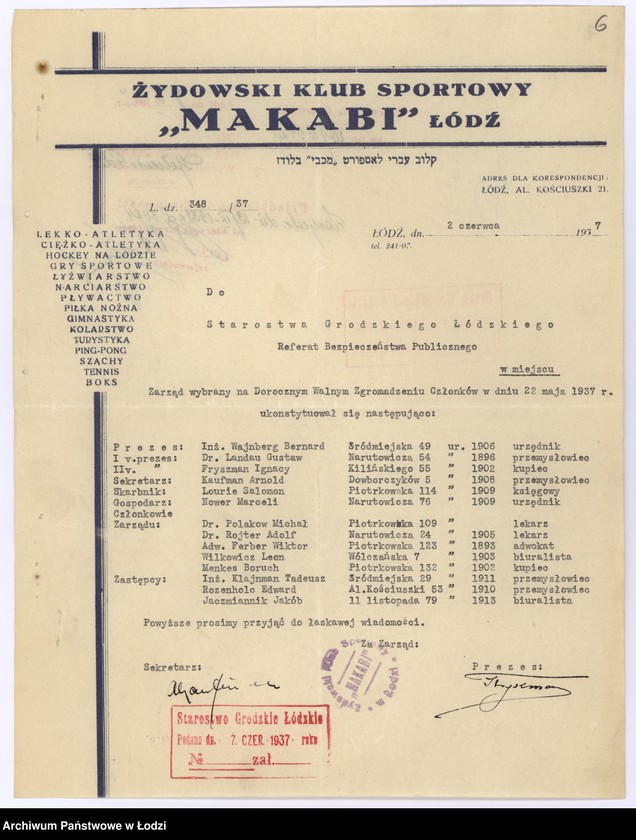 6
ŻYDOWSKI KLUB SPORTOWY
„MAKABI” ŁÓDŹ
קלוב עברי לאספורט „מכבי” בלודז
ADRES DLA KORESPONDENCJI:
ŁÓDŹ, AL. KOŚCIUSZKI 21.
L. dz. 348 /37
ŁÓDŹ, dn. 2 czerwca 1937
tel. 241-07.
LEKKO-ATLETYKA
CIĘŻKO-ATLETYKA
HOCKEY NA LODZIE
GRY SPORTOWE
ŁYŻWIARSTWO
NARCIARSTWO
PŁYWACTWO
PIŁKA NOŻNA
GIMNASTYKA
KOLARSTWO
TURYSTYKA
PING-PONG
SZACHY
TENNIS
BOKS
Do
Starostwa Grodzkiego Łódzkiego
Referat Bezpieczeństwa Publicznego
w miejscu
Zarząd wybrany na Dorocznym Walnym Zgromadzeniu Członków w dniu 22 maja 1937 r.
ukonstytuował się następująco:
Prezes: Inż. Wajnberg Bernard Śródmiejska 49 ur. 1906 urzędnik
I v.prezes: Dr. Landau Gustaw Narutowicza 54 " 1896 przemysłowiec
IIv. " Fryszman Ignacy Kilińskiego 55 " 1902 kupiec
Sekretarz: Kaufman Arnold Dowborczyków 5 " 1908 przemysłowiec
Skarbnik: Lourie Salomon Piotrkowska 114 " 1909 księgowy
Gospodarz: Nower Marceli Narutowicza 76 " 1909 urzędnik
Członkowie
Zarządu: Dr. Polakow Michał Piotrkowska 109 " lekarz
Dr. Rojter Adolf Narutowicza 24 " 1905 lekarz
Adw. Ferber Wiktor Piotrkowska 123 " 1893 adwokat
Wilkowicz Leon Wólczańska 7 " 1903 biuralista
Menkes Boruch Piotrkowska 132 " 1902 kupiec
Zastępcy: Inż. Klajnman Tadeusz Śródmiejska 29 " 1911 przemysłowiec
Rozenholc Edward Al.Kościuszki 53 " 1910 przemysłowiec
Jaczmiannik Jakób 11 listopada 79 " 1913 biuralista
Powyższe prosimy przyjąć do łaskawej wiadomości.
Za Zarząd:
Sekretarz: Prezes:
Żydowski Klub Sportowy
„MAKABI”
w Łodzi
Starostwo Grodzkie Łódzkie
Podano dn. 7. CZER. 1937 roku
№ zał.
Archiwum Państwowe w Łodzi